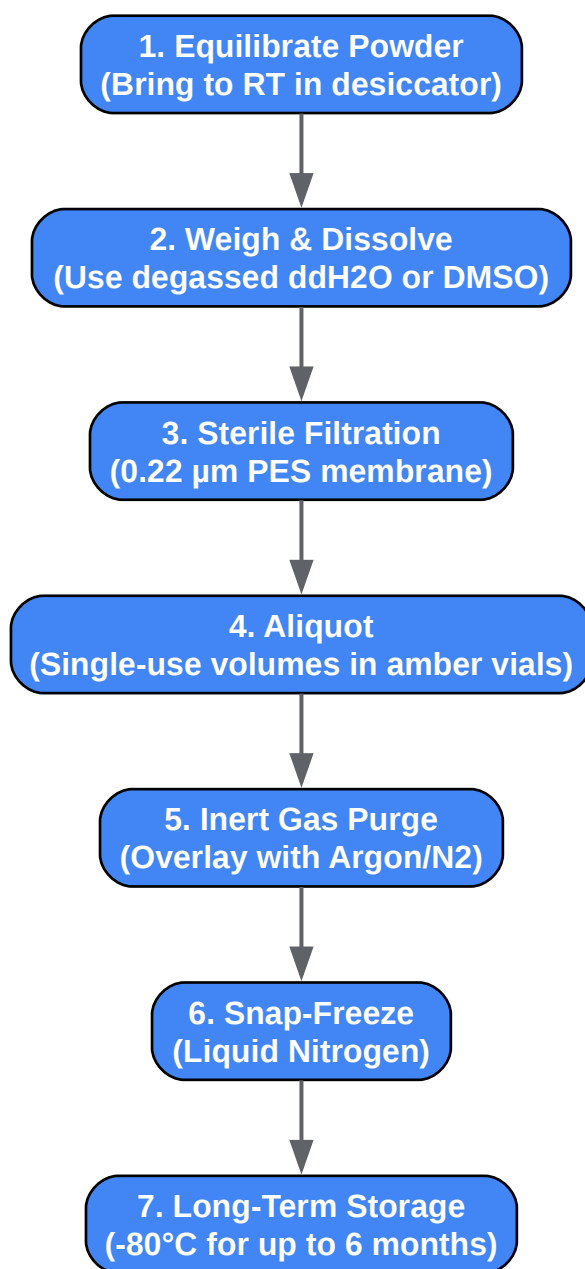 1. Equilibrate Powder
(Bring to RT in desiccator)
2. Weigh & Dissolve
(Use degassed ddH2O or DMSO)
3. Sterile Filtration
(0.22 µm PES membrane)
4. Aliquot
(Single-use volumes in amber vials)
5. Inert Gas Purge
(Overlay with Argon/N2)
6. Snap-Freeze
(Liquid Nitrogen)
7. Long-Term Storage
(-80°C for up to 6 months)